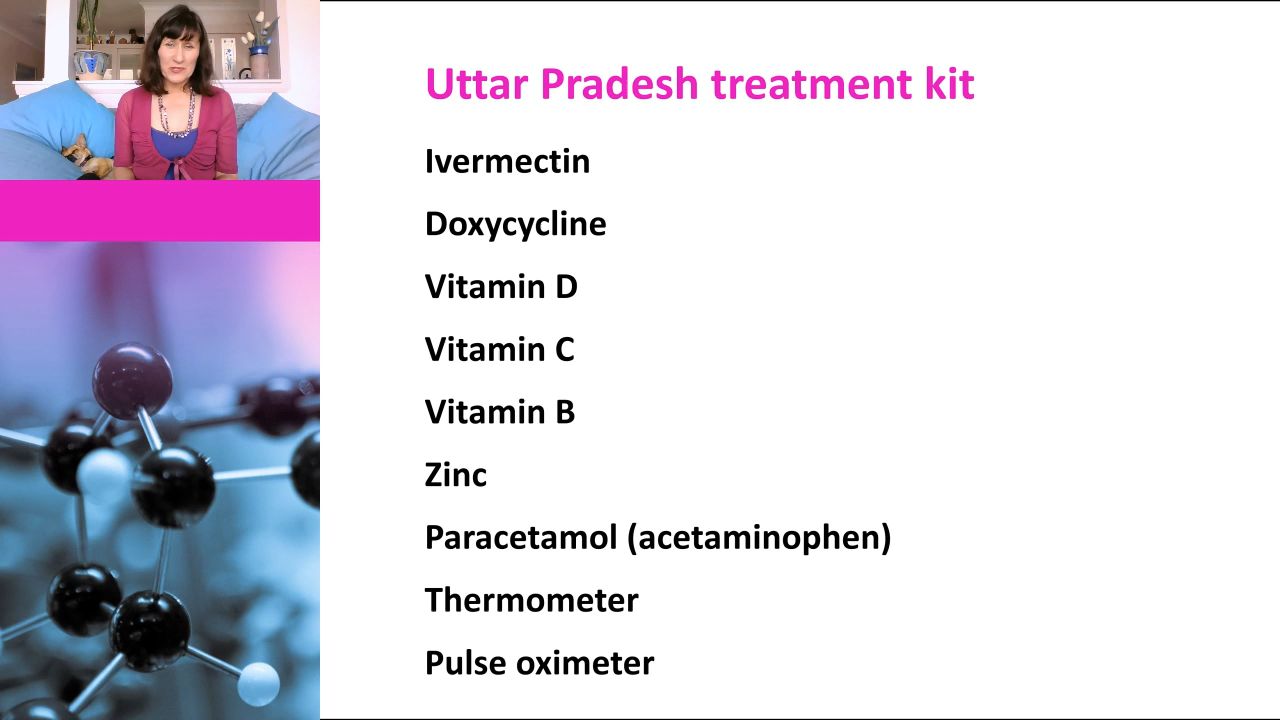 Uttar Pradesh treatment kit
Ivermectin
Doxycycline
Vitamin D
Vitamin C
Vitamin B
Zinc
Paracetamol (acetaminophen)
Thermometer
Pulse oximeter